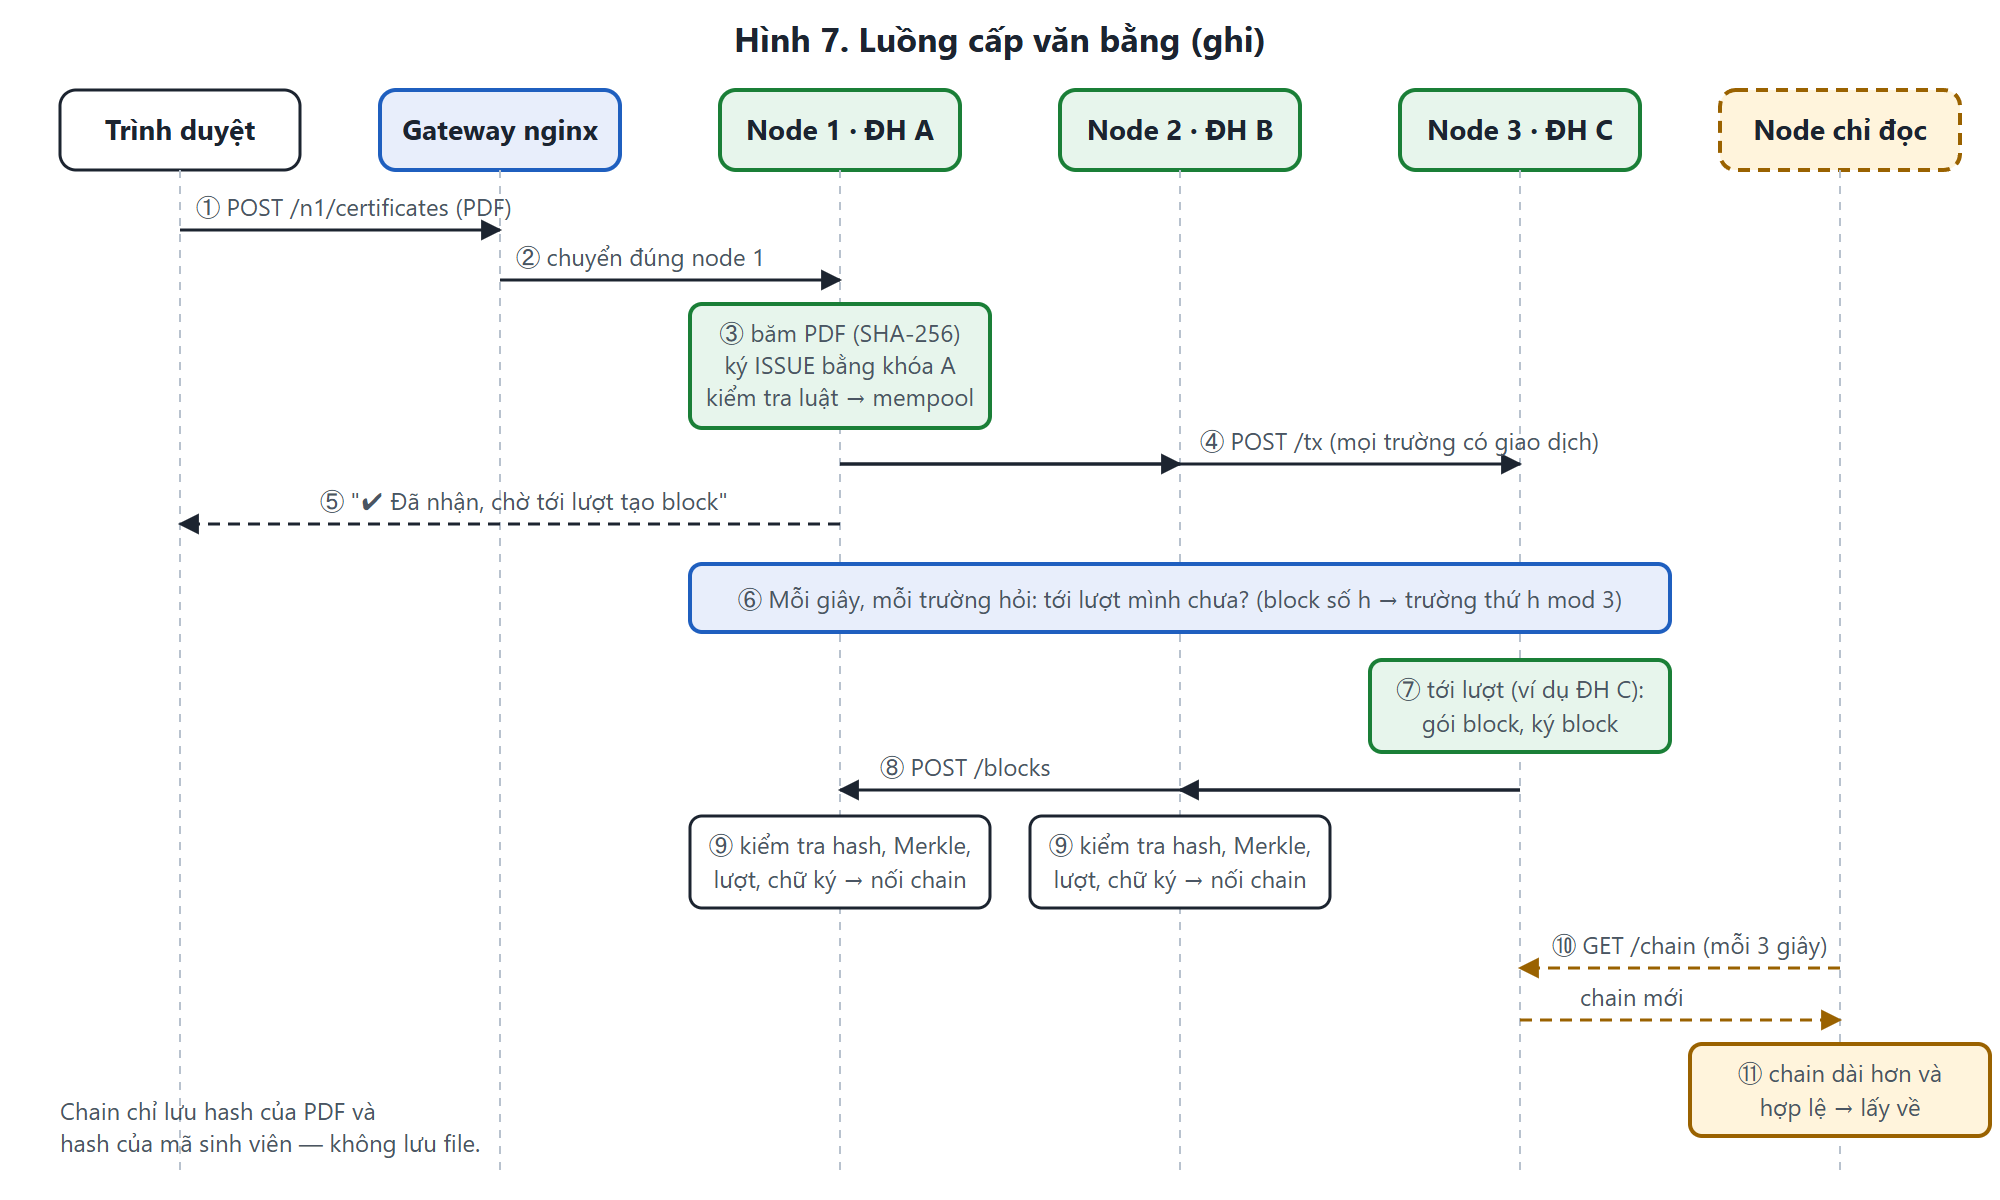 Hình 7. Luồng cấp văn bằng (ghi)
Trình duyệt
Gateway nginx
Node 1 · ĐH A
Node 2 · ĐH B
Node 3 · ĐH C
Node chỉ đọc
① POST /n1/certificates (PDF)
② chuyển đúng node 1
③ băm PDF (SHA-256)
ký ISSUE bằng khóa A
kiểm tra luật → mempool
④ POST /tx (mọi trường có giao dịch)
⑤ "✔ Đã nhận, chờ tới lượt tạo block"
⑥ Mỗi giây, mỗi trường hỏi: tới lượt mình chưa? (block số h → trường thứ h mod 3)
⑦ tới lượt (ví dụ ĐH C):
gói block, ký block
⑧ POST /blocks
⑨ kiểm tra hash, Merkle,
lượt, chữ ký → nối chain
⑨ kiểm tra hash, Merkle,
lượt, chữ ký → nối chain
⑩ GET /chain (mỗi 3 giây)
chain mới
⑪ chain dài hơn và
hợp lệ → lấy về
Chain chỉ lưu hash của PDF và
hash của mã sinh viên — không lưu file.